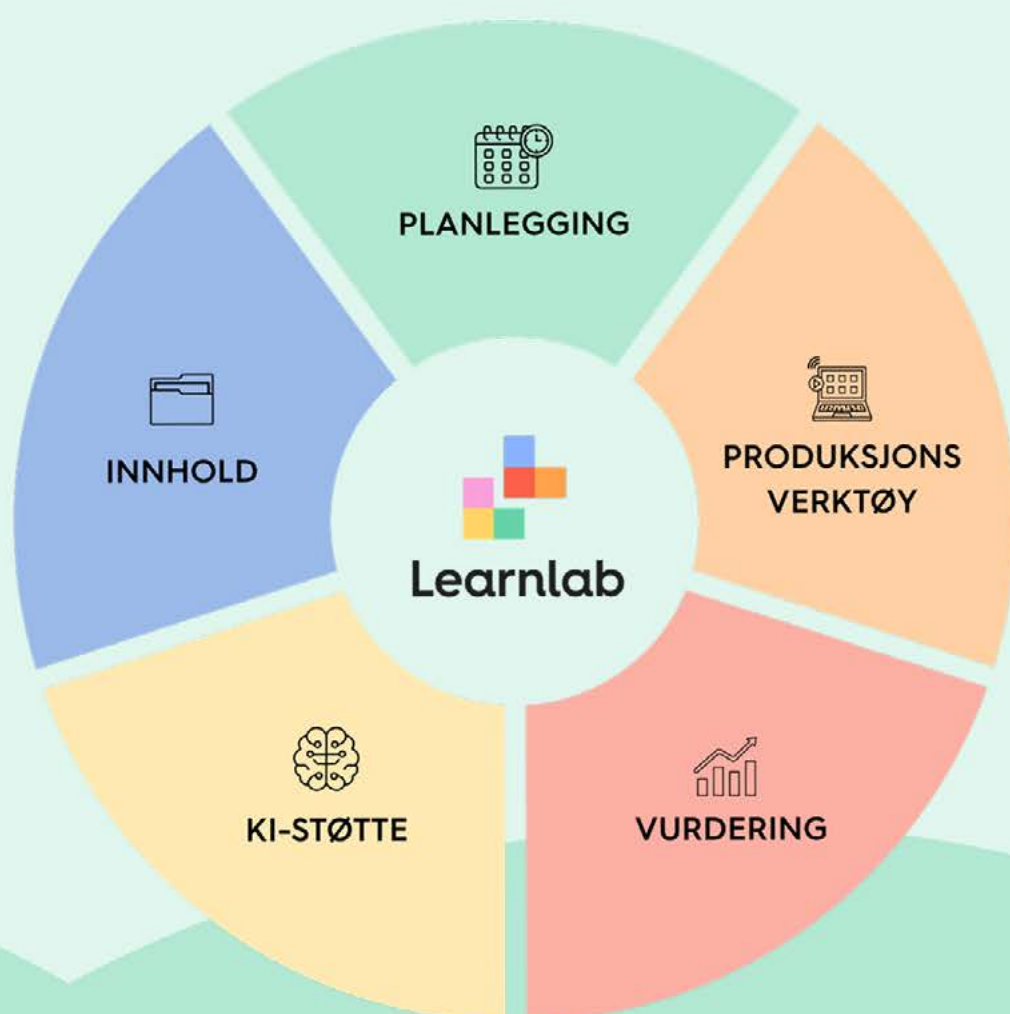 PLANLEGGING
INNHOLD
PRODUKSJONS
VERKTØY
Learnlab
KI-STØTTE
VURDERING